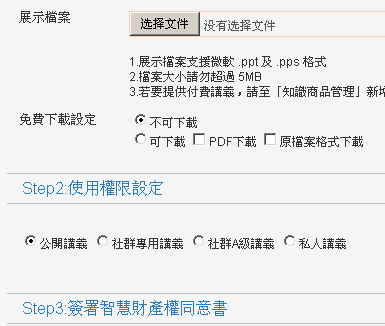 展示檔案 选择文件 没有选择文件
1.展示檔案支援微軟 .ppt 及 .pps 格式
2.檔案大小請勿超過 5MB
3.若要提供付費講義，請至「知識商品管理」新增
免費下載設定 不可下載
可下載 PDF下載 原檔案格式下載
Step2:使用權限設定
公開講義 社群專用講義 社群A級講義 私人講義
Step3:簽署智慧財產權同意書